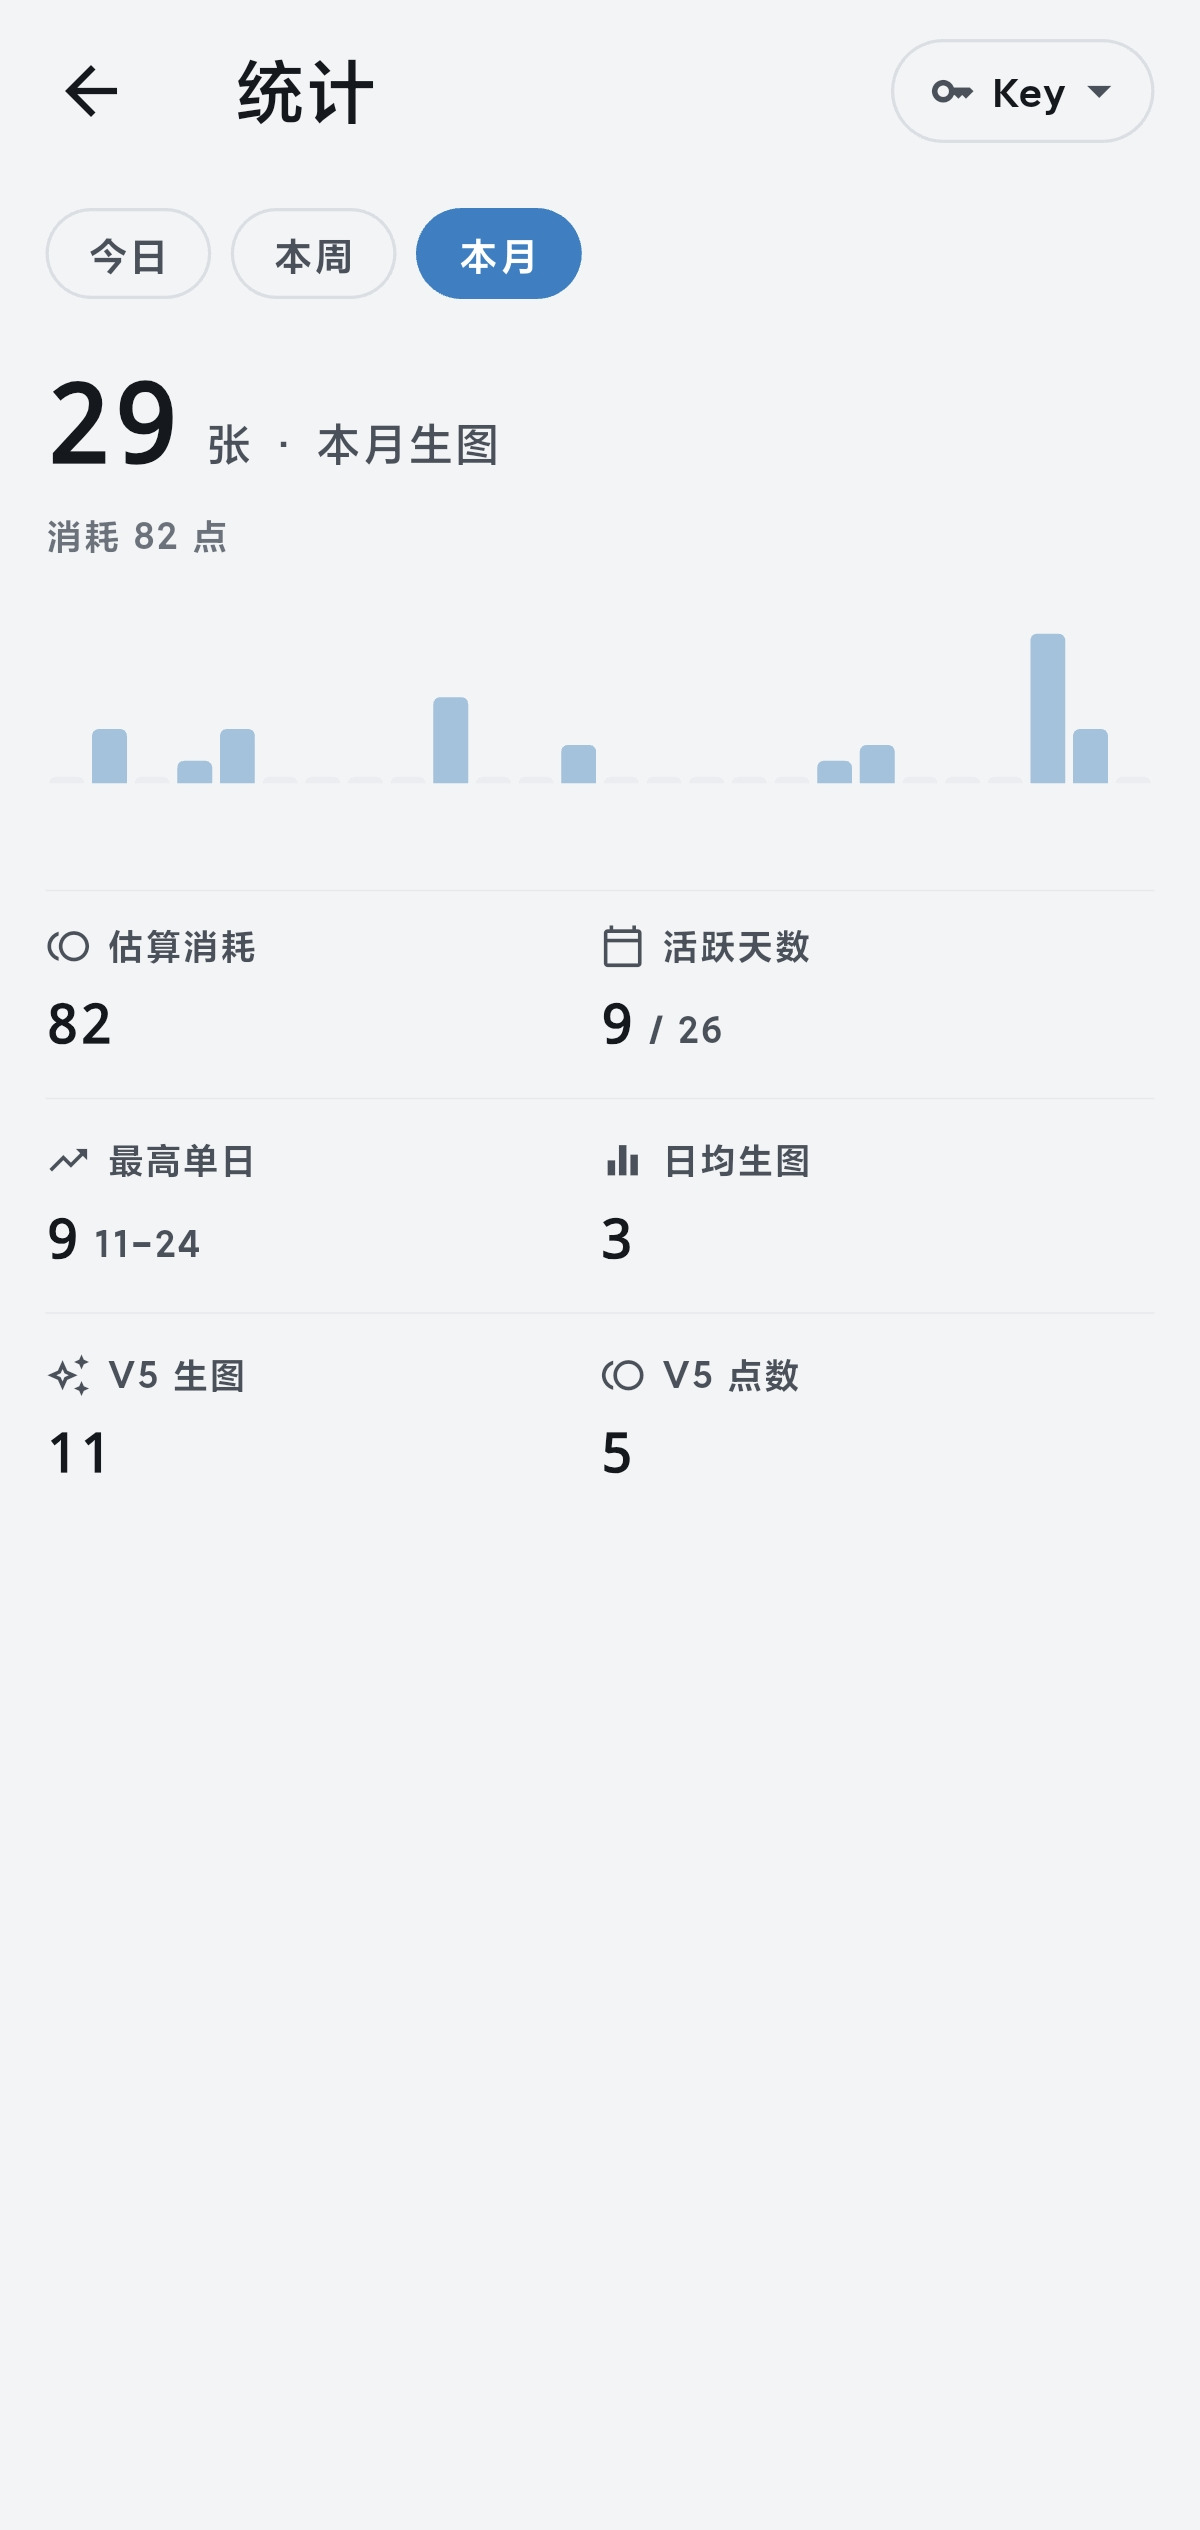 统计
Key
今日 本周 本月
29 张 · 本月生图
消耗 82 点
估算消耗 活跃天数
82 9 / 26
最高单日 日均生图
9 11-24 3
V5 生图 V5 点数
11 5